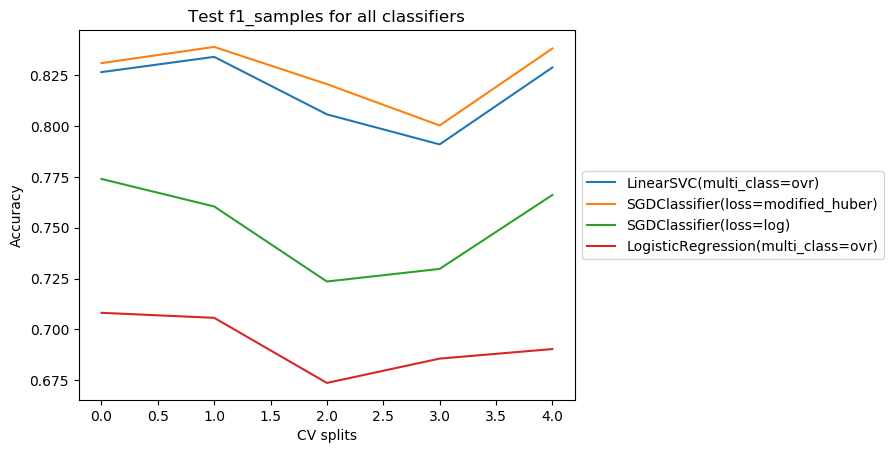 Test f1_samples for all classifiers
Accuracy
0.825
0.800
0.775
0.750
0.725
0.700
0.675
0.0 0.5 1.0 1.5 2.0 2.5 3.0 3.5 4.0
CV splits
LinearSVC(multi_class=ovr)
SGDClassifier(loss=modified_huber)
SGDClassifier(loss=log)
LogisticRegression(multi_class=ovr)